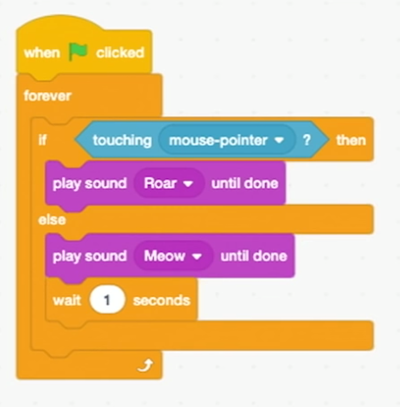 when clicked
forever
if touching mouse-pointer ? then
play sound Roar until done
else
play sound Meow until done
wait 1 seconds